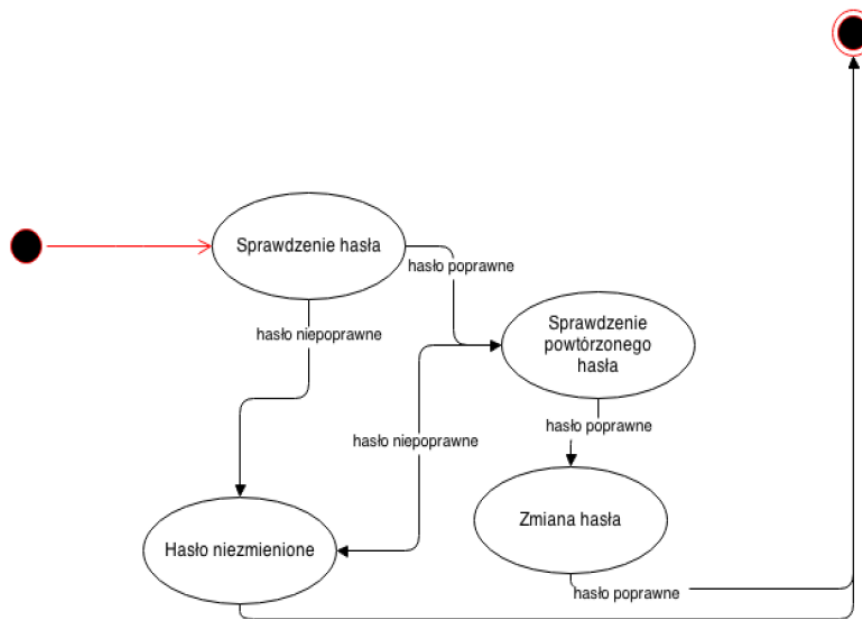 Sprawdzenie hasła
hasło poprawne
hasło niepoprawne
Sprawdzenie
powtórzonego
hasła
hasło poprawne
hasło niepoprawne
Zmiana hasła
Hasło niezmienione
hasło poprawne